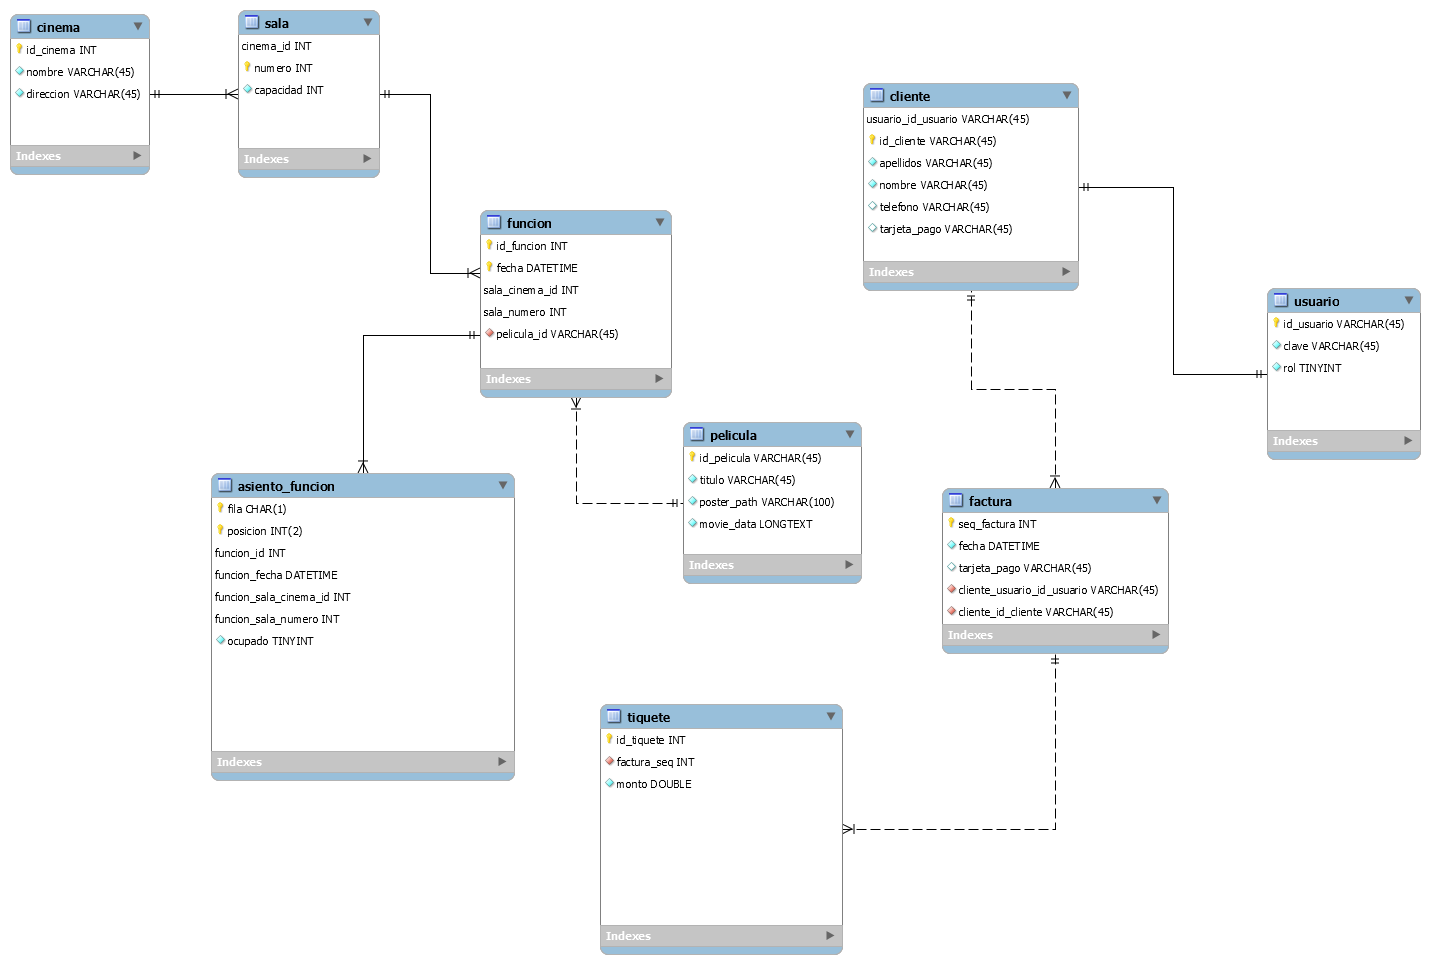 cinema
id_cinema INT
nombre VARCHAR(45)
direccion VARCHAR(45)
Indexes
sala
cinema_id INT
numero INT
capacidad INT
Indexes
funcion
id_funcion INT
fecha DATETIME
sala_cinema_id INT
sala_numero INT
pelicula_id VARCHAR(45)
Indexes
cliente
usuario_id_usuario VARCHAR(45)
id_cliente VARCHAR(45)
apellidos VARCHAR(45)
nombre VARCHAR(45)
telefono VARCHAR(45)
tarjeta_pago VARCHAR(45)
Indexes
usuario
id_usuario VARCHAR(45)
clave VARCHAR(45)
rol TINYINT
Indexes
pelicula
id_pelicula VARCHAR(45)
titulo VARCHAR(45)
poster_path VARCHAR(100)
movie_data LONGTEXT
Indexes
asiento_funcion
fila CHAR(1)
posicion INT(2)
funcion_id INT
funcion_fecha DATETIME
funcion_sala_cinema_id INT
funcion_sala_numero INT
ocupado TINYINT
Indexes
factura
seq_factura INT
fecha DATETIME
tarjeta_pago VARCHAR(45)
cliente_usuario_id_usuario VARCHAR(45)
cliente_id_cliente VARCHAR(45)
Indexes
tiquete
id_tiquete INT
factura_seq INT
monto DOUBLE
Indexes